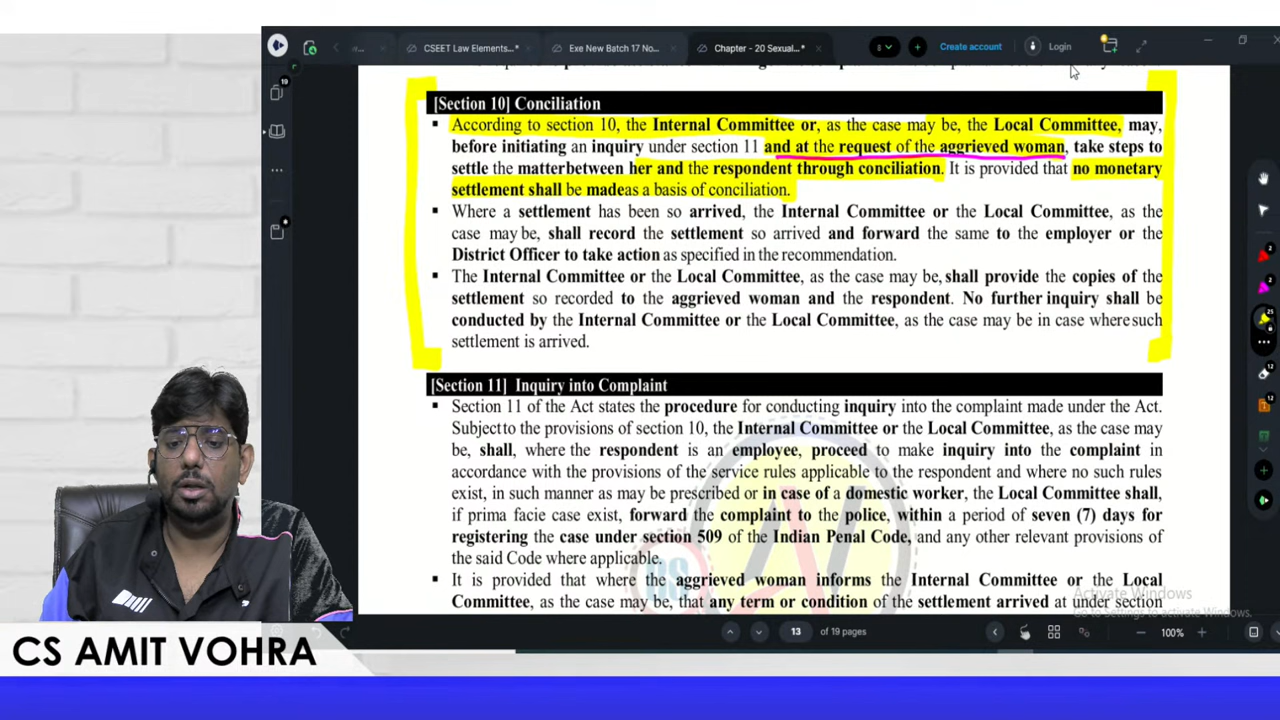 CSEET Law Elements...*
Exe New Batch 17 No...
Chapter - 20 Sexual...*
8
Create account
Login
[Section 10] Conciliation
▪ According to section 10, the Internal Committee or, as the case may be, the Local Committee, may,
before initiating an inquiry under section 11 and at the request of the aggrieved woman, take steps to
settle the matterbetween her and the respondent through conciliation. It is provided that no monetary
settlement shall be madeas a basis of conciliation.
▪ Where a settlement has been so arrived, the Internal Committee or the Local Committee, as the
case may be, shall record the settlement so arrived and forward the same to the employer or the
District Officer to take action as specified in the recommendation.
▪ The Internal Committee or the Local Committee, as the case may be, shall provide the copies of the
settlement so recorded to the aggrieved woman and the respondent. No further inquiry shall be
conducted by the Internal Committee or the Local Committee, as the case may be in case where such
settlement is arrived.
[Section 11] Inquiry into Complaint
▪ Section 11 of the Act states the procedure for conducting inquiry into the complaint made under the Act.
Subject to the provisions of section 10, the Internal Committee or the Local Committee, as the case may
be, shall, where the respondent is an employee, proceed to make inquiry into the complaint in
accordance with the provisions of the service rules applicable to the respondent and where no such rules
exist, in such manner as may be prescribed or in case of a domestic worker, the Local Committee shall,
if prima facie case exist, forward the complaint to the police, within a period of seven (7) days for
registering the case under section 509 of the Indian Penal Code, and any other relevant provisions of
the said Code where applicable.
▪ It is provided that where the aggrieved woman informs the Internal Committee or the Local
Committee, as the case may be, that any term or condition of the settlement arrived at under section
Activate Windows
Go to Settings to activate Windows.
13 of 19 pages
100%
CS AMIT VOHRA